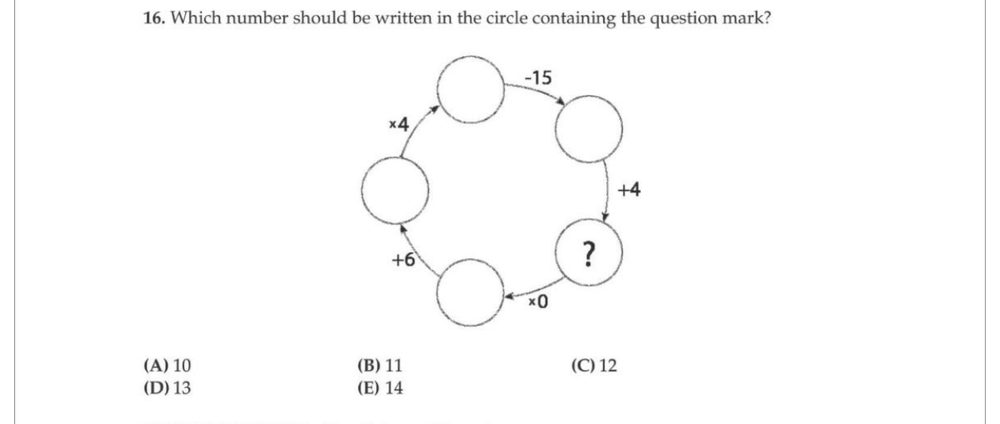 16. Which number should be written in the circle containing the question mark?
-15
×4
+4
?
+6
×0
(A) 10
(B) 11
(C) 12
(D) 13
(E) 14